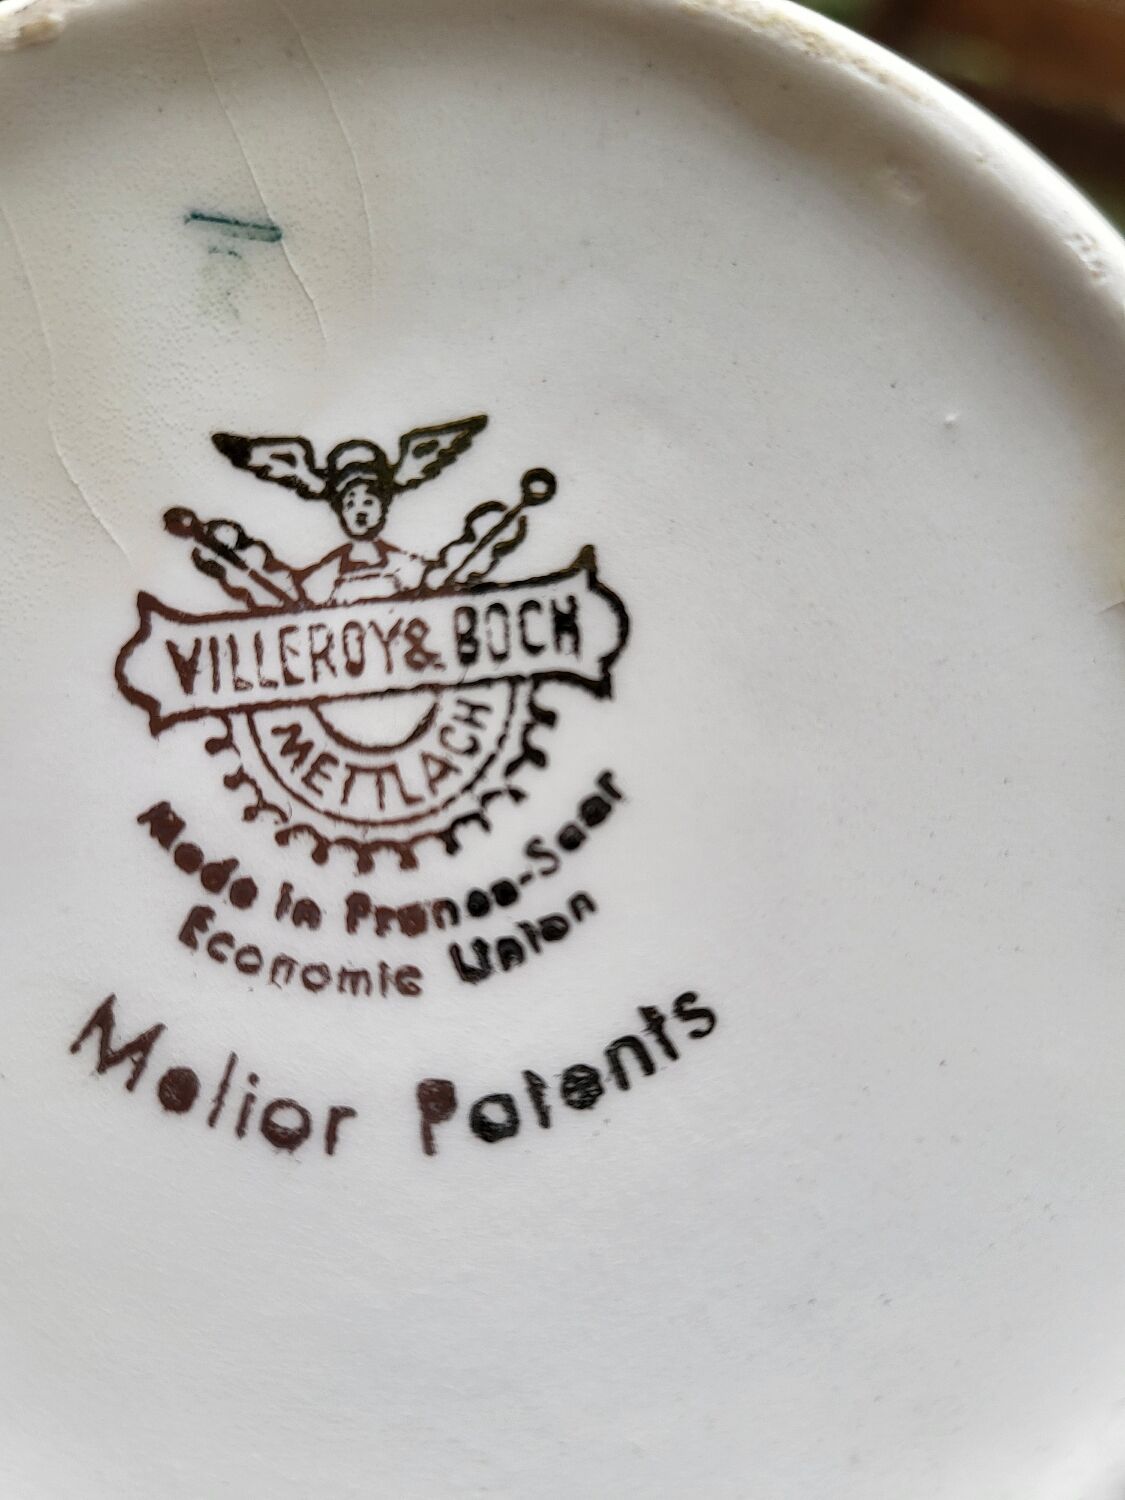 VILLEROY & BOCH
METTLACH
Made in France-Saar
Economic Union
Melior Patents